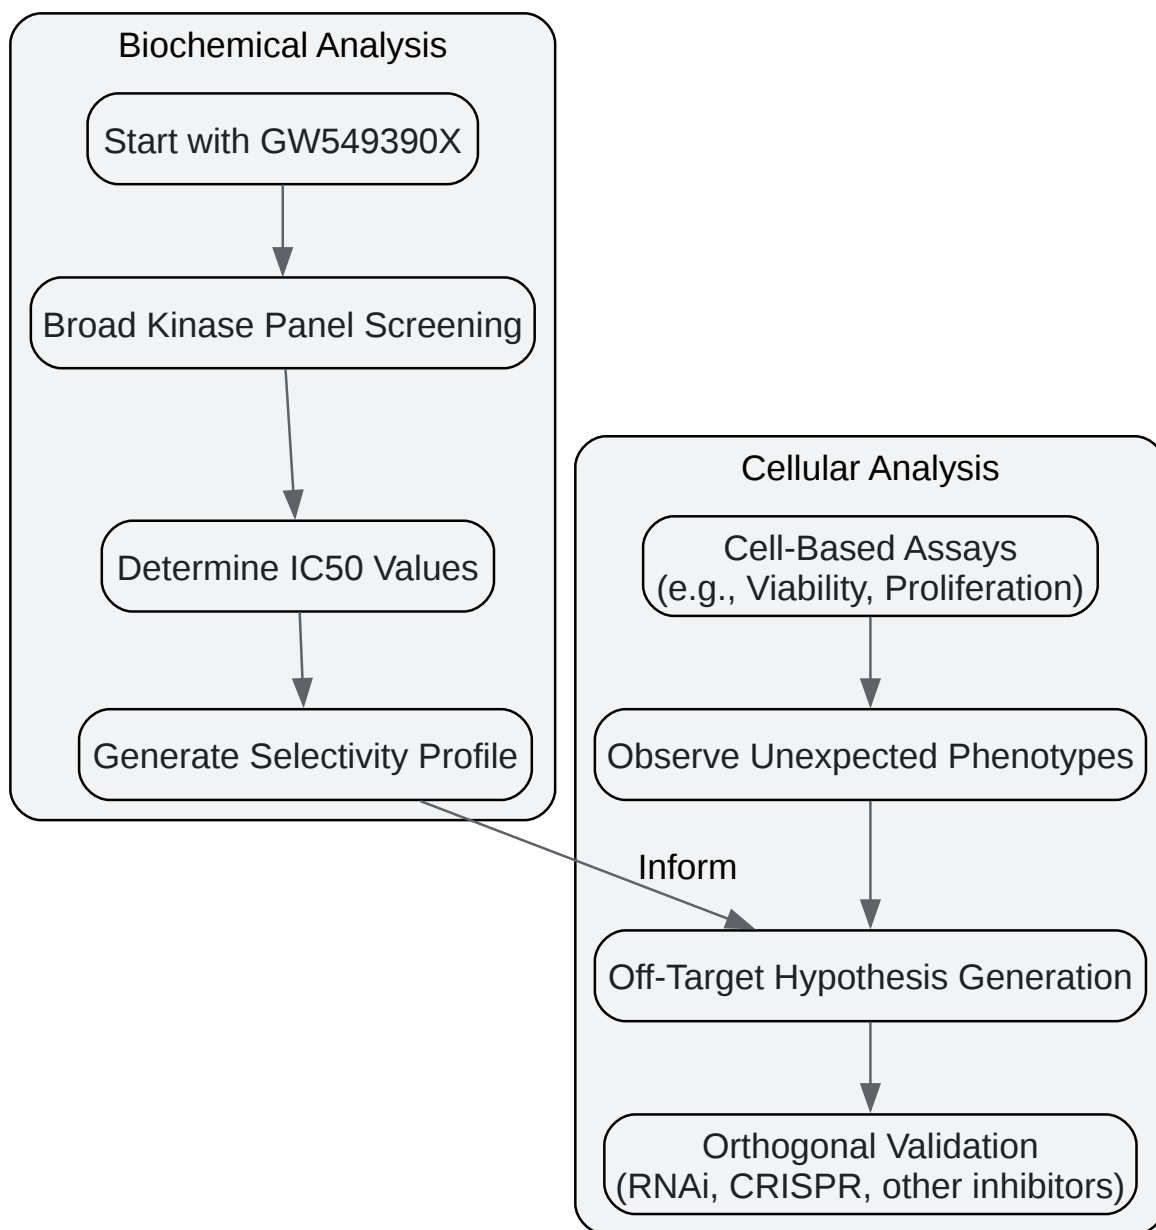 Biochemical Analysis
Start with GW549390X
Broad Kinase Panel Screening
Determine IC50 Values
Generate Selectivity Profile
Cellular Analysis
Cell-Based Assays
(e.g., Viability, Proliferation)
Observe Unexpected Phenotypes
Inform
Off-Target Hypothesis Generation
Orthogonal Validation
(RNAi, CRISPR, other inhibitors)